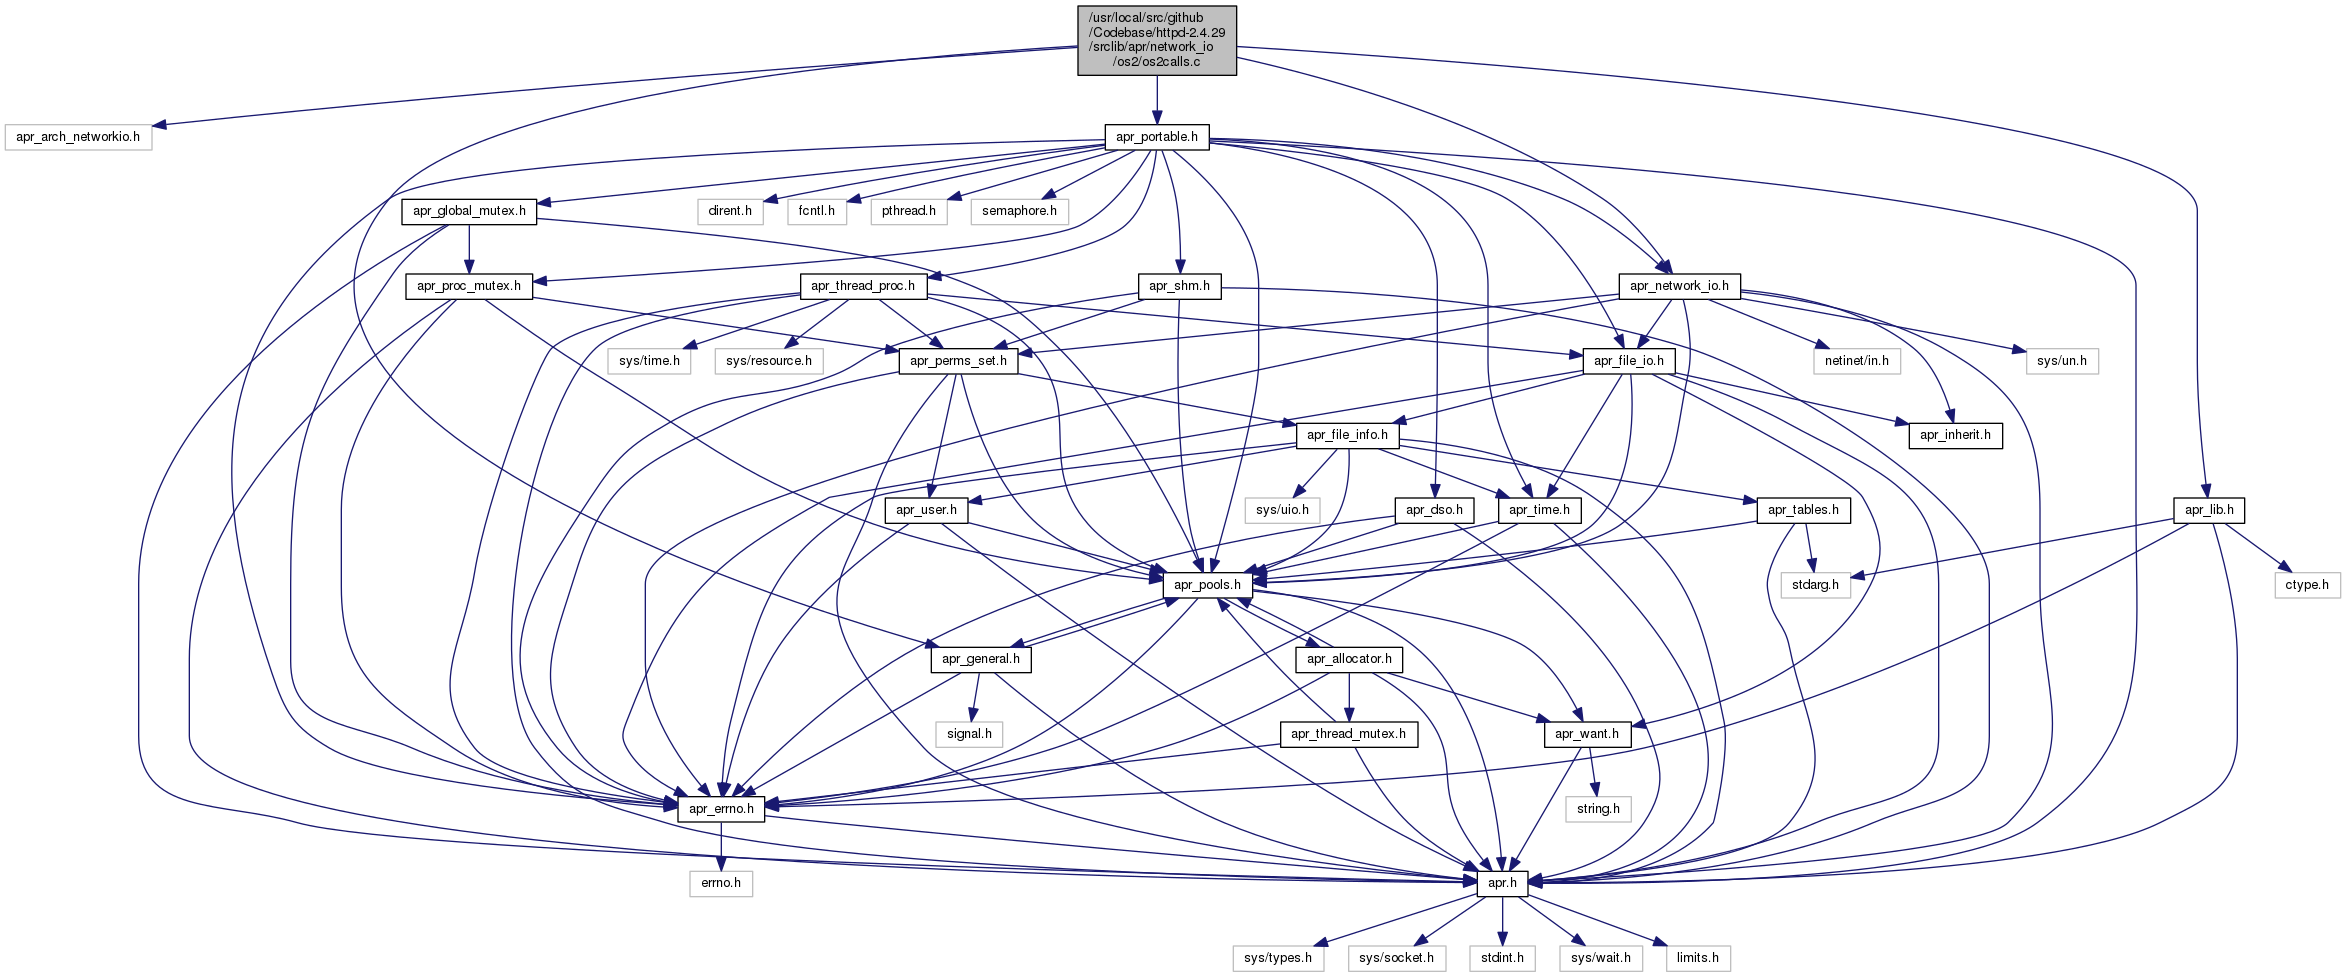 /usr/local/src/github
/Codebase/httpd-2.4.29
/srclib/apr/network_io
/os2/os2calls.c
apr_arch_networkio.h
apr_portable.h
apr_global_mutex.h
dirent.h
fcntl.h
pthread.h
semaphore.h
apr_proc_mutex.h
apr_thread_proc.h
apr_shm.h
apr_network_io.h
sys/time.h
sys/resource.h
apr_perms_set.h
apr_file_io.h
netinet/in.h
sys/un.h
apr_file_info.h
apr_inherit.h
apr_user.h
sys/uio.h
apr_dso.h
apr_time.h
apr_tables.h
apr_lib.h
apr_pools.h
stdarg.h
ctype.h
apr_general.h
apr_allocator.h
signal.h
apr_thread_mutex.h
apr_want.h
apr_errno.h
string.h
errno.h
apr.h
sys/types.h
sys/socket.h
stdint.h
sys/wait.h
limits.h